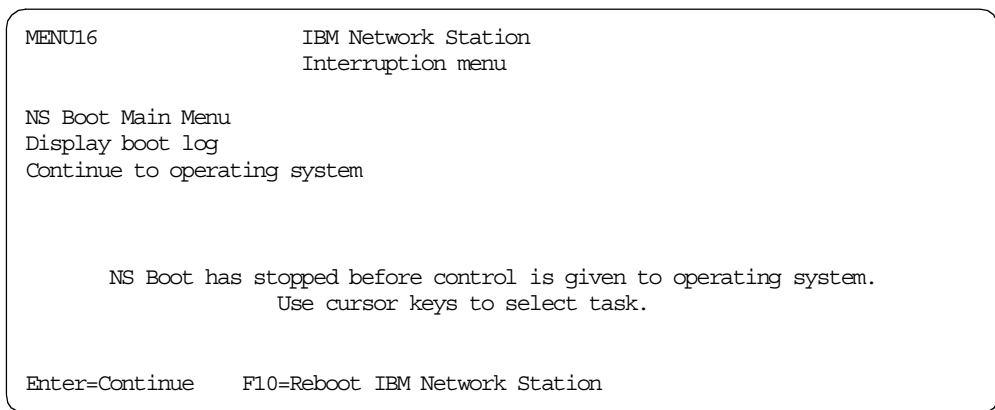 MENU16 IBM Network Station
Interruption menu
NS Boot Main Menu
Display boot log
Continue to operating system
NS Boot has stopped before control is given to operating system.
Use cursor keys to select task.
Enter=Continue F10=Reboot IBM Network Station